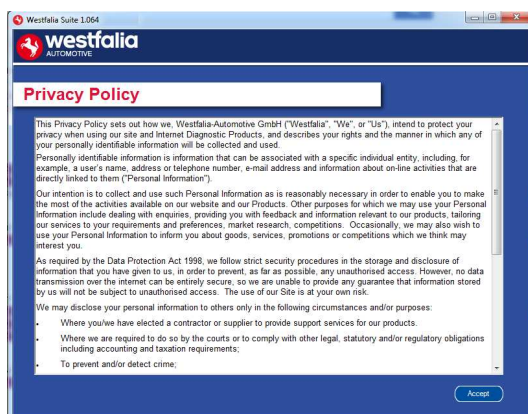 Westfalia Suite 1.064
westfalia
AUTOMOTIVE
Privacy Policy
This Privacy Policy sets out how we, Westfalia-Automotive GmbH ("Westfalia", "We", or "Us"), intend to protect your
privacy when using our site and Internet Diagnostic Products, and describes your rights and the manner in which any of
your personally identifiable information will be collected and used.
Personally identifiable information is information that can be associated with a specific individual entity, including, for
example, a user's name, address or telephone number, e-mail address and information about on-line activities that are
directly linked to them ("Personal Information").
Our intention is to collect and use such Personal Information as is reasonably necessary in order to enable you to make
the most of the activities available on our website and our Products. Other purposes for which we may use your Personal
Information include dealing with enquiries, providing you with feedback and information relevant to our products, tailoring
our services to your requirements and preferences, market research, competitions. Occasionally, we may also wish to
use your Personal Information to inform you about goods, services, promotions or competitions which we think may
interest you.
As required by the Data Protection Act 1998, we follow strict security procedures in the storage and disclosure of
information that you have given to us, in order to prevent, as far as possible, any unauthorised access. However, no data
transmission over the internet can be entirely secure, so we are unable to provide any guarantee that information stored
by us will not be subject to unauthorised access. The use of our Site is at your own risk.
We may disclose your personal information to others only in the following circumstances and/or purposes:
• Where you/we have elected a contractor or supplier to provide support services for our products.
• Where we are required to do so by the courts or to comply with other legal, statutory and/or regulatory obligations
including accounting and taxation requirements;
• To prevent and/or detect crime;
Accept